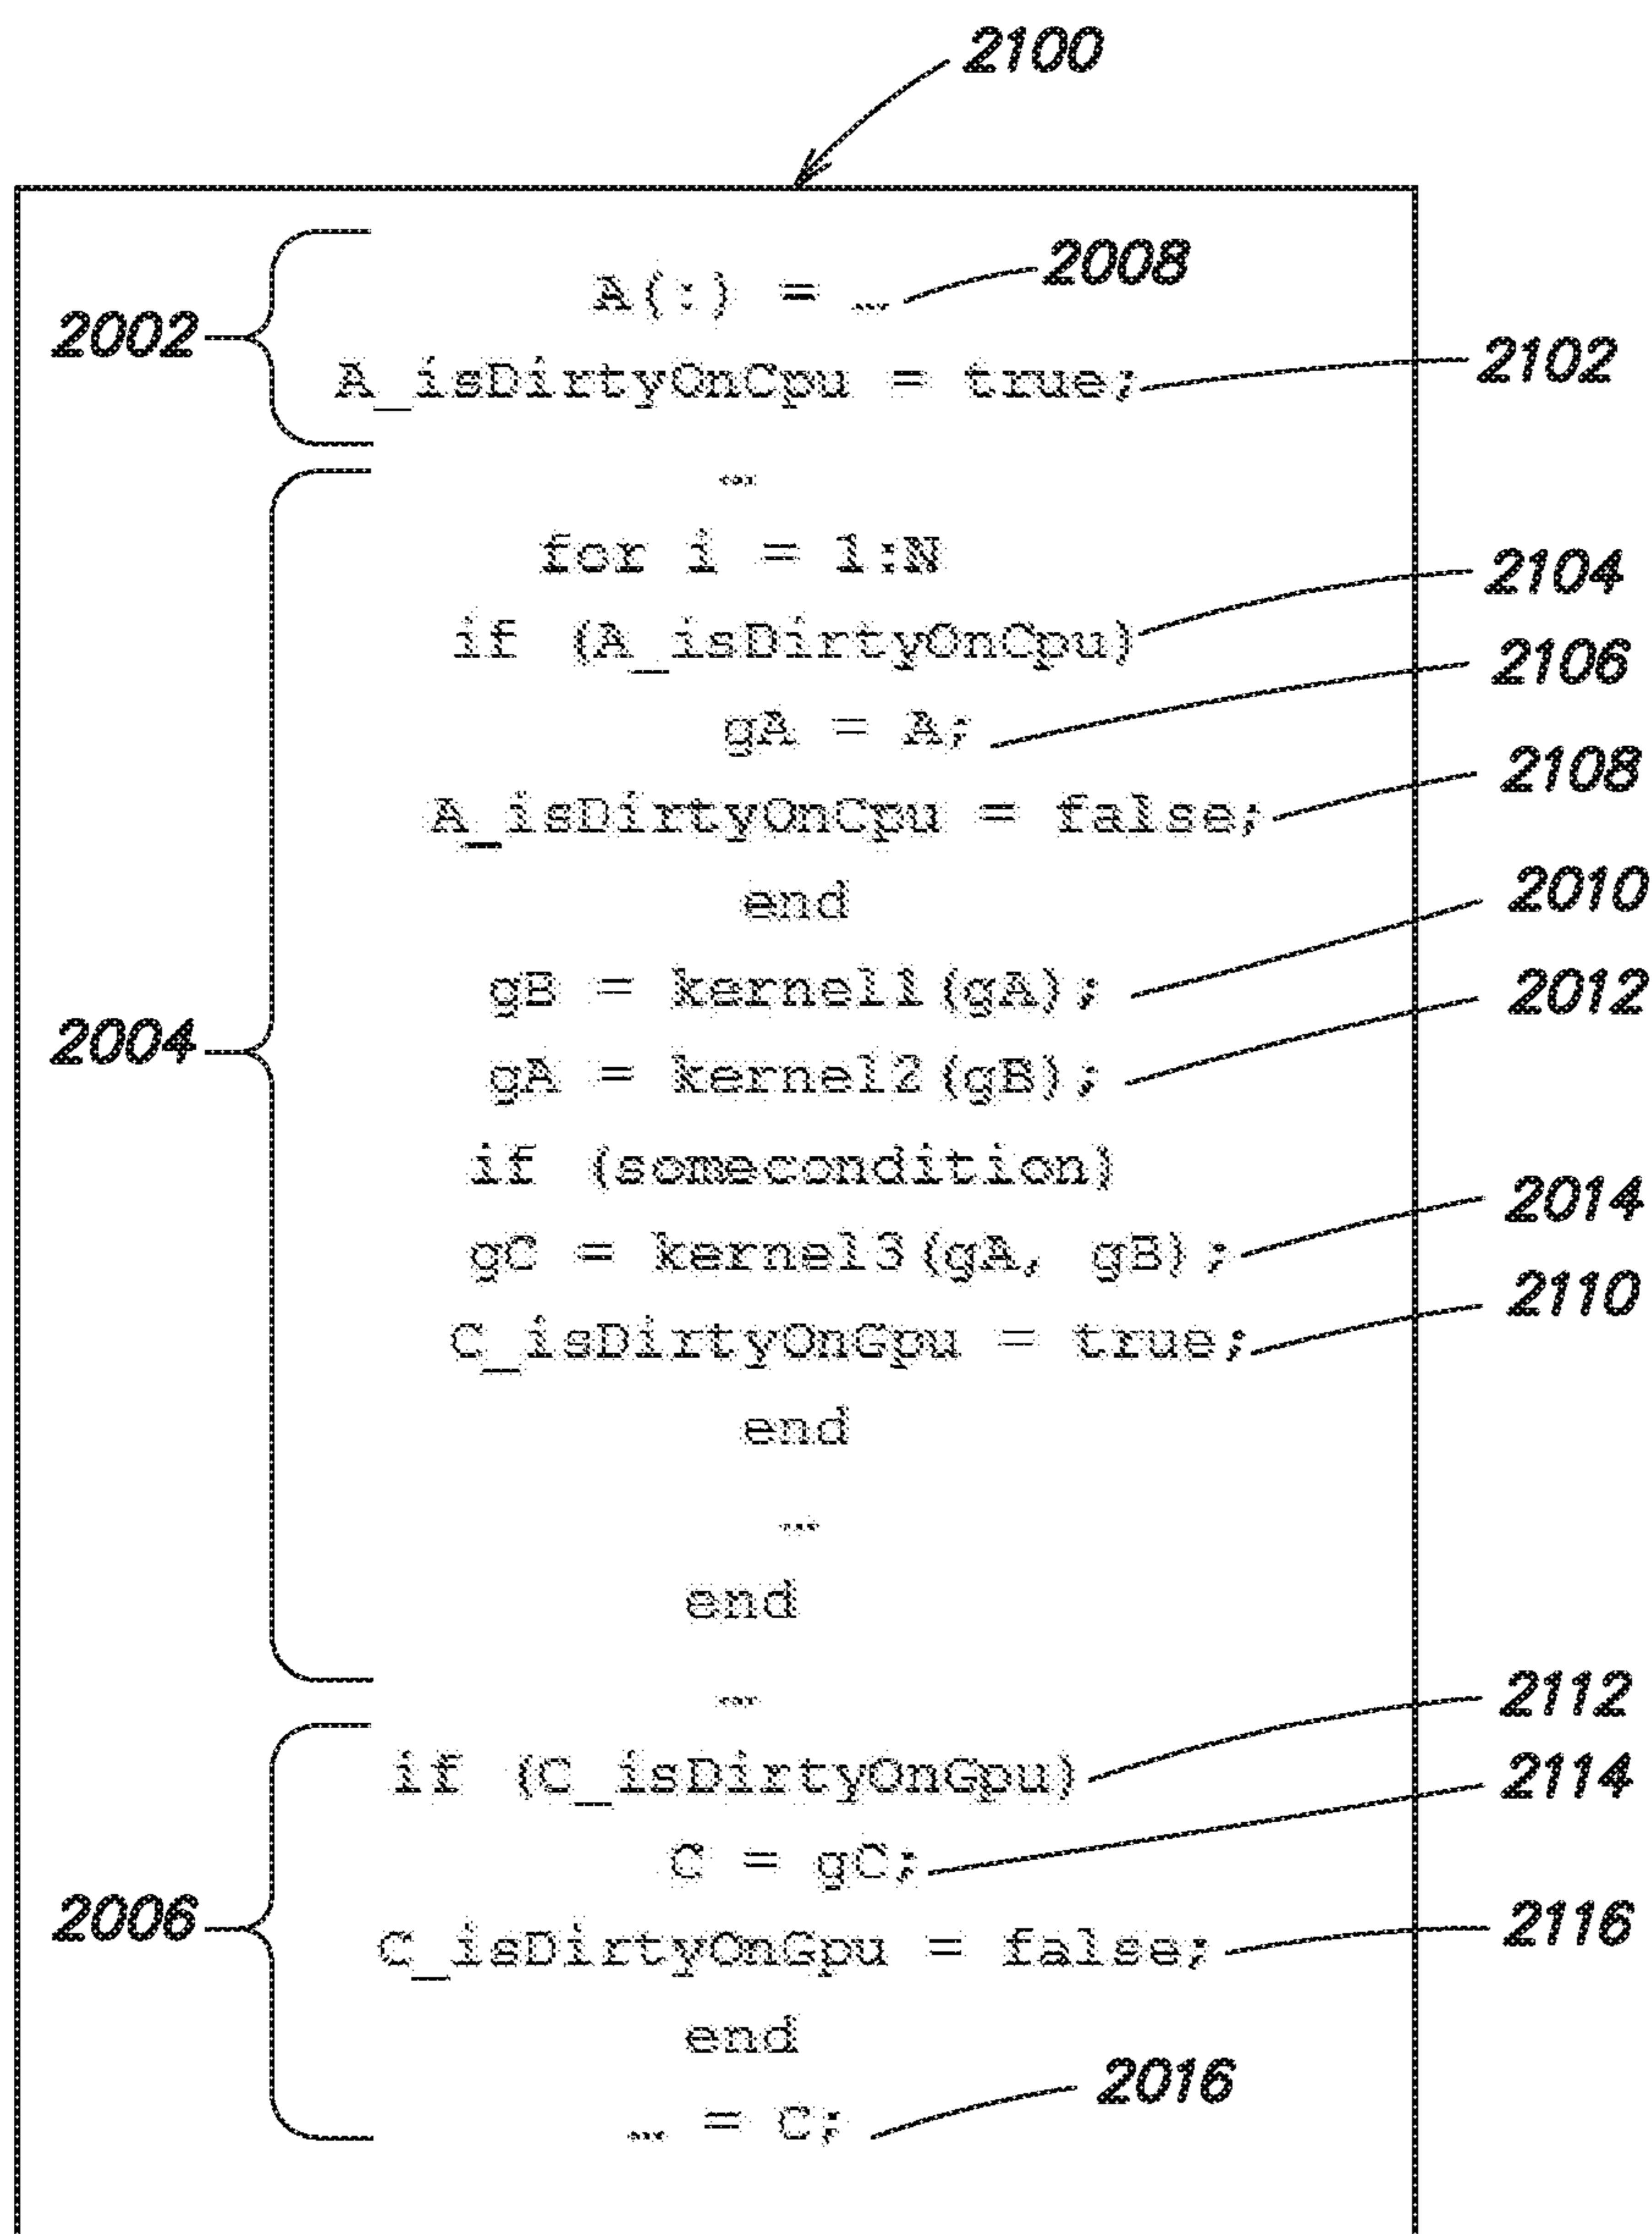 2100
A(:) = … 2008
2002
A_isDirtyOnCpu = true; 2102
…
for i = 1:N
if (A_isDirtyOnCpu) 2104
gA = A; 2106
A_isDirtyOnCpu = false; 2108
end
gB = kernel1(gA); 2010
2004
gA = kernel2(gB); 2012
if (somecondition)
gC = kernel3(gA, gB); 2014
C_isDirtyOnGpu = true; 2110
end
…
end
…
if (C_isDirtyOnGpu) 2112
C = gC; 2114
2006
C_isDirtyOnGpu = false; 2116
end
… = C; 2016